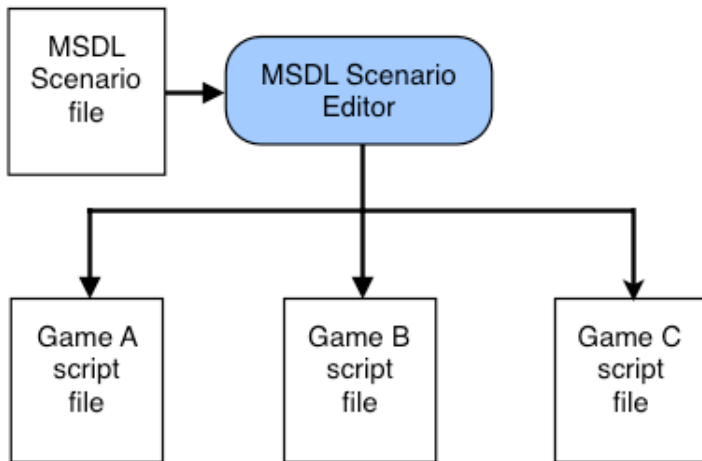 MSDL
Scenario
file
MSDL Scenario
Editor
Game A
script
file
Game B
script
file
Game C
script
file